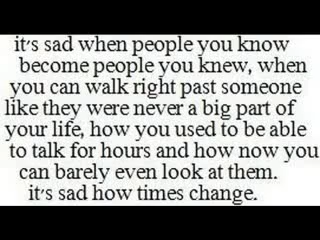 it's sad when people you know
become people you knew, when
you can walk right past someone
like they were never a big part of
your life, how you used to be able
to talk for hours and how now you
can barely even look at them.
it's sad how times change.